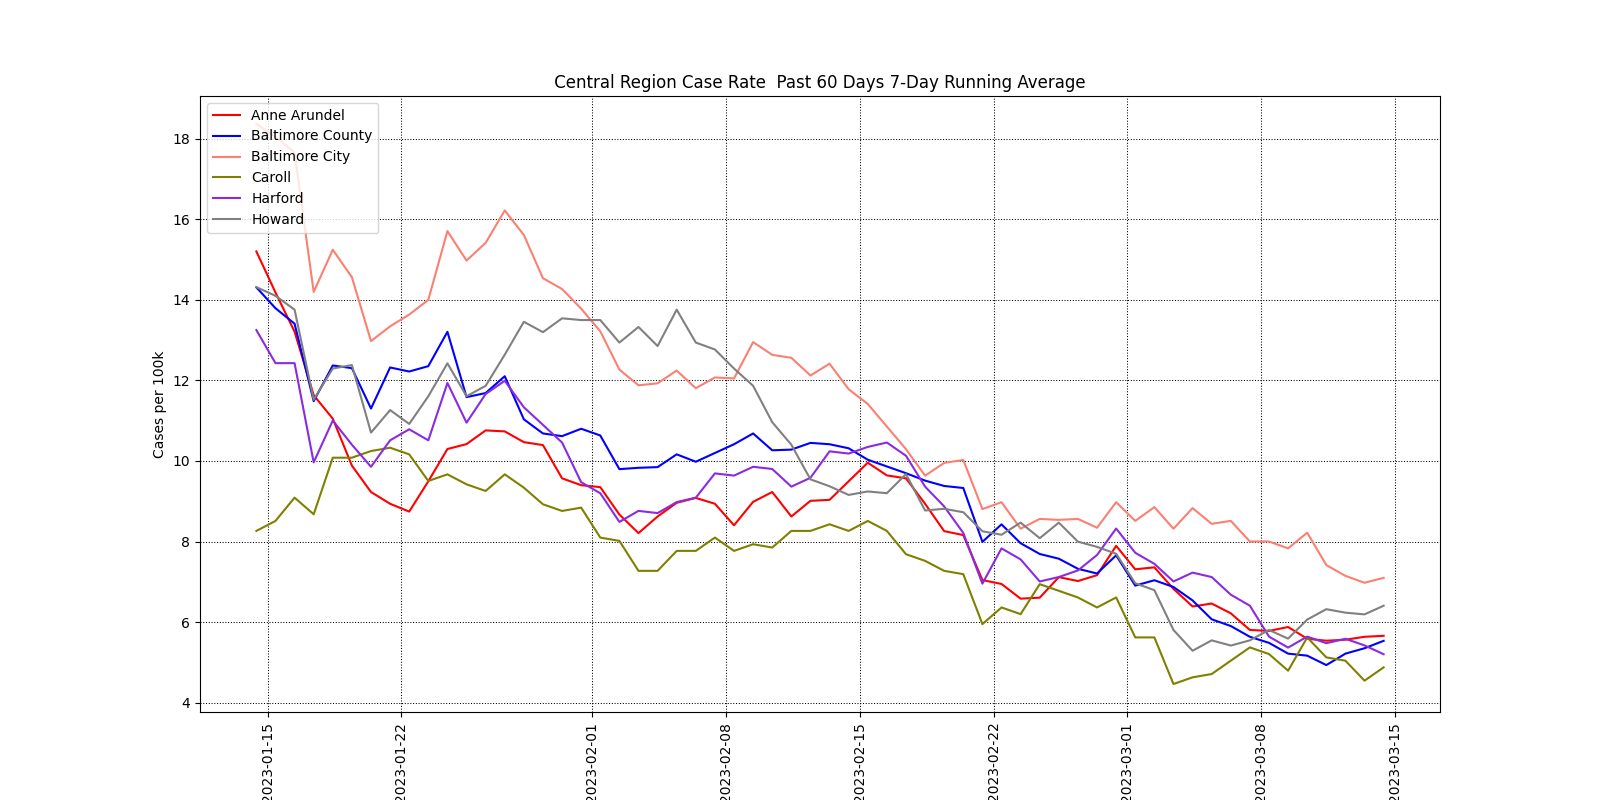 Central Region Case Rate  Past 60 Days 7-Day Running Average
Anne Arundel
Baltimore County
Baltimore City
Caroll
Harford
Howard
Cases per 100k
18
16
14
12
10
8
6
4
2023-01-15
2023-01-22
2023-02-01
2023-02-08
2023-02-15
2023-02-22
2023-03-01
2023-03-08
2023-03-15